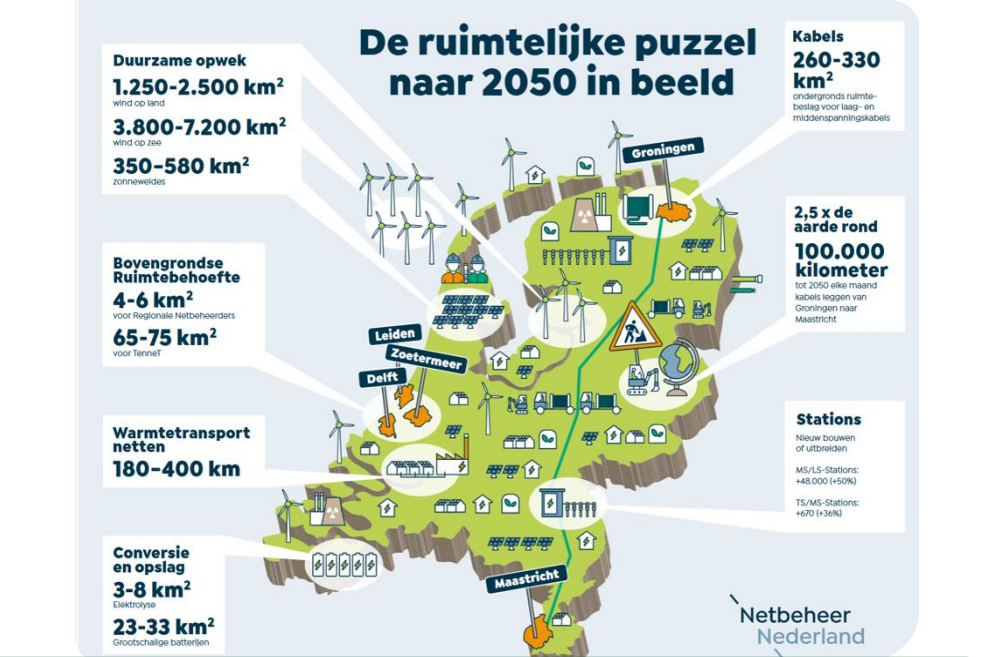 De ruimtelijke puzzel
naar 2050 in beeld
Duurzame opwek
1.250-2.500 km²
wind op land
3.800-7.200 km²
wind op zee
350-580 km²
zonneweides
Bovengrondse
Ruimtebehoefte
4-6 km²
voor Regionale Netbeheerders
65-75 km²
voor TenneT
Warmtetransport
netten
180-400 km
Conversie
en opslag
3-8 km²
Elektrolyse
23-33 km²
Grootschalige batterijen
Groningen
Leiden
Zoetermeer
Delft
Maastricht
Kabels
260-330
km²
ondergronds ruimte-
beslag voor laag- en
middenspanningskabels
2,5 x de
aarde rond
100.000
kilometer
tot 2050 elke maand
kabels leggen van
Groningen naar
Maastricht
Stations
Nieuw bouwen
of uitbreiden
MS/LS-Stations:
+48.000 (+50%)
TS/MS-Stations:
+670 (+36%)
Netbeheer
Nederland